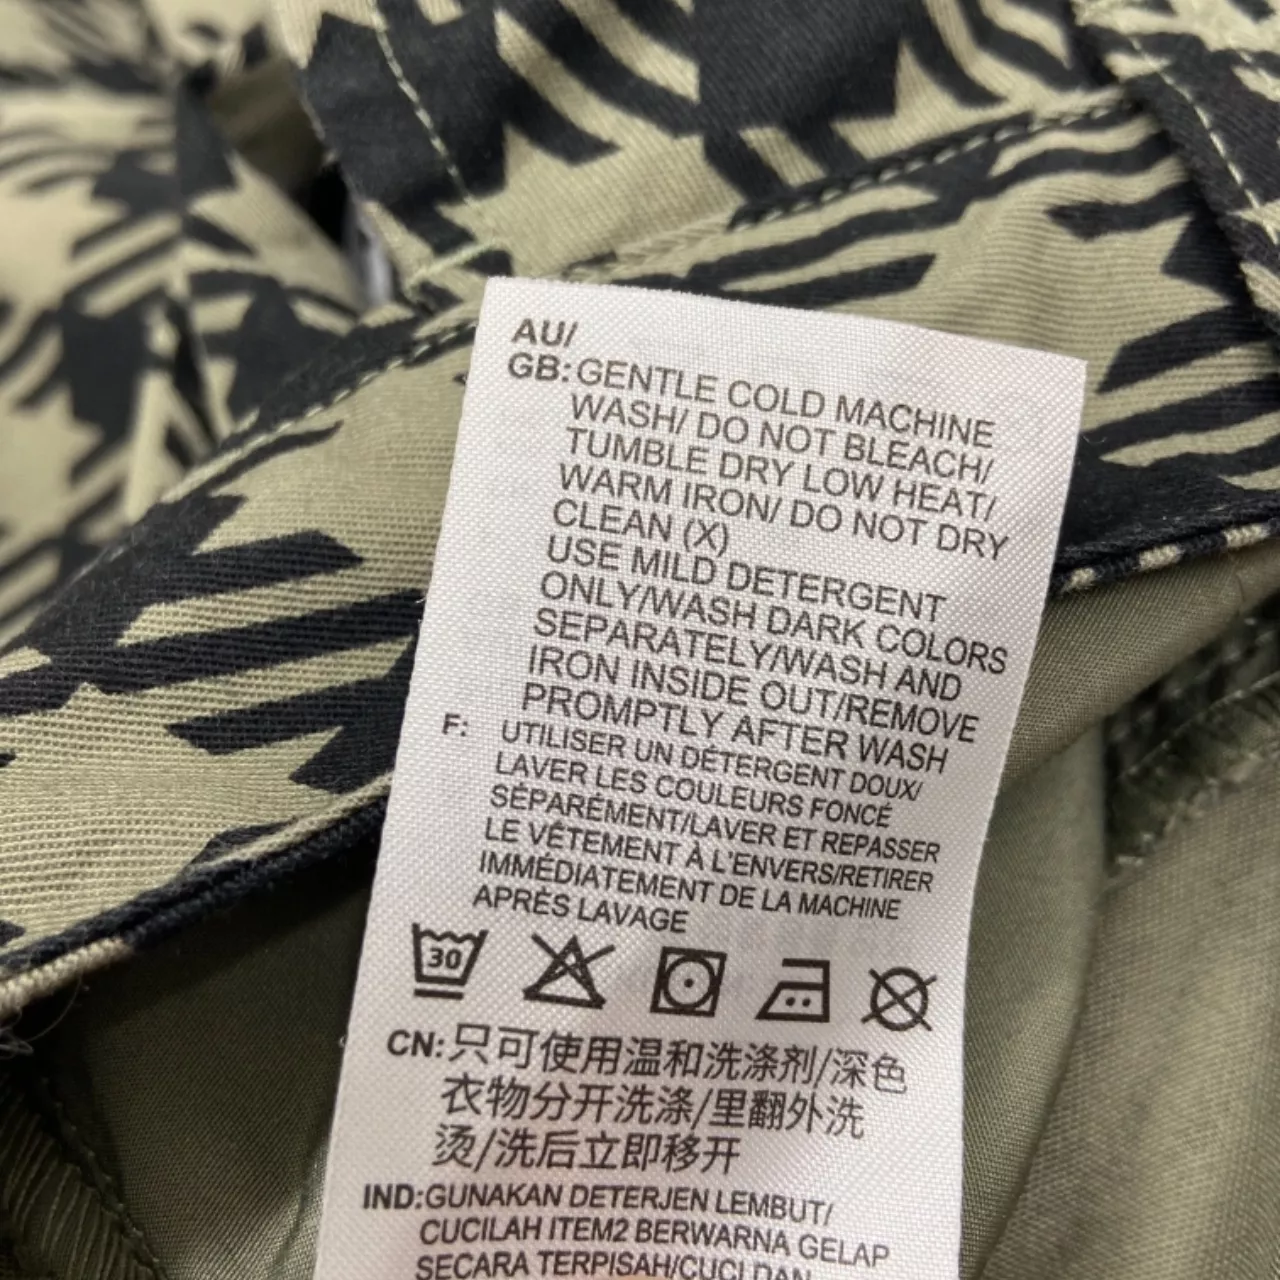 AU/
GB: GENTLE COLD MACHINE
WASH/ DO NOT BLEACH/
TUMBLE DRY LOW HEAT/
WARM IRON/ DO NOT DRY
CLEAN (X)
USE MILD DETERGENT
ONLY/WASH DARK COLORS
SEPARATELY/WASH AND
IRON INSIDE OUT/REMOVE
PROMPTLY AFTER WASH
F: UTILISER UN DÉTERGENT DOUX/
LAVER LES COULEURS FONCÉ
SÉPARÉMENT/LAVER ET REPASSER
LE VÊTEMENT À L'ENVERS/RETIRER
IMMÉDIATEMENT DE LA MACHINE
APRÈS LAVAGE
30
CN: 只可使用温和洗涤剂/深色
衣物分开洗涤/里翻外洗
烫/洗后立即移开
IND: GUNAKAN DETERJEN LEMBUT/
CUCILAH ITEM2 BERWARNA GELAP
SECARA TERPISAH/CUCI DAN